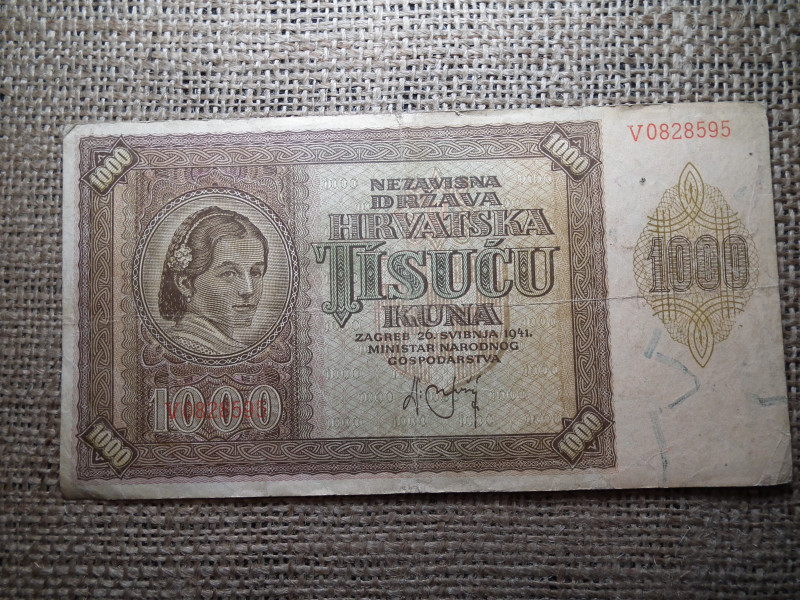 V0828595
1000
1000
NEZAVISNA
DRŽAVA
HRVATSKA
TISUĆU
KUNA
ZAGREB 26. SVIBNJA 1941.
MINISTAR NARODNOG
GOSPODARSTVA
1000
1000
V0828595
1000
1000